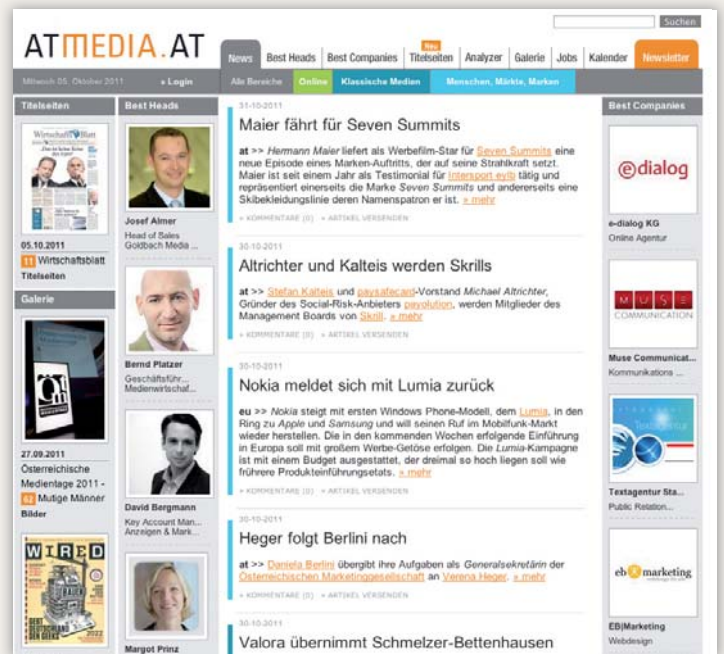 Suchen
ATMEDIA.AT
Neu
News Best Heads Best Companies Titelseiten Analyzer Galerie Jobs Kalender Newsletter
Mittwoch 05. Oktober 2011 » Login Alle Bereiche Online Klassische Medien Menschen, Märkte, Marken
Titelseiten
Wirtschafts Blatt
05.10.2011
11 Wirtschaftsblatt
Titelseiten
Galerie
27.09.2011
Österreichische
Medientage 2011 -
62 Mutige Männer
Bilder
WIRED
Best Heads
Josef Almer
Head of Sales
Goldbach Media ...
Bernd Platzer
Geschäftsführ...
Medienwirtschaf...
David Bergmann
Key Account Man...
Anzeigen & Mark...
Margot Prinz
31-10-2011
Maier fährt für Seven Summits
at >> Hermann Maier liefert als Werbefilm-Star für Seven Summits eine
neue Episode eines Marken-Auftritts, der auf seine Strahlkraft setzt.
Maier ist seit einem Jahr als Testimonial für Intersport eylb tätig und
repräsentiert einerseits die Marke Seven Summits und andererseits eine
Skibekleidungslinie deren Namenspatron er ist. » mehr
» KOMMENTARE (0) » ARTIKEL VERSENDEN
30-10-2011
Altrichter und Kalteis werden Skrills
at >> Stefan Kalteis und paysafecard-Vorstand Michael Altrichter,
Gründer des Social-Risk-Anbieters payolution, werden Mitglieder des
Management Boards von Skrill. » mehr
» KOMMENTARE (0) » ARTIKEL VERSENDEN
30-10-2011
Nokia meldet sich mit Lumia zurück
eu >> Nokia steigt mit ersten Windows Phone-Modell, dem Lumia, in den
Ring zu Apple und Samsung und will seinen Ruf im Mobilfunk-Markt
wieder herstellen. Die in den kommenden Wochen erfolgende Einführung
in Europa soll mit großem Werbe-Getöse erfolgen. Die Lumia-Kampagne
ist mit einem Budget ausgestattet, der dreimal so hoch liegen soll wie
frührere Produkteinführungsetats. » mehr
» KOMMENTARE (0) » ARTIKEL VERSENDEN
30-10-2011
Heger folgt Berlini nach
at >> Daniela Berlini übergibt ihre Aufgaben als Generalsekretärin der
Österreichischen Marketinggesellschaft an Verena Heger. » mehr
» KOMMENTARE (0) » ARTIKEL VERSENDEN
30-10-2011
Valora übernimmt Schmelzer-Bettenhausen
Best Companies
e dialog
e-dialog KG
Online Agentur
MUSE
COMMUNICATION
Muse Communicat...
Kommunikations ...
Textagentur
Textagentur Sta...
Public Relation...
eb marketing
EB|Marketing
Webdesign